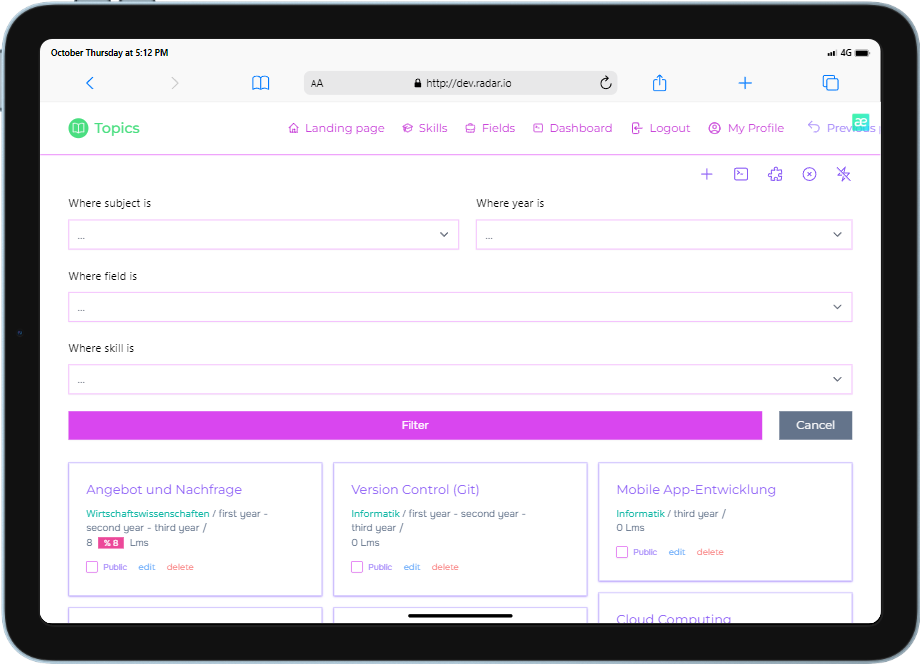 October Thursday at 5:12 PM
4G
AA
http://dev.radar.io
Topics
Landing page
Skills
Fields
Dashboard
Logout
My Profile
Previous
æ
Where subject is
Where year is
...
...
Where field is
...
Where skill is
...
Filter
Cancel
Angebot und Nachfrage
Wirtschaftswissenschaften / first year -
second year - third year /
8 % 8 Lms
Public edit delete
Version Control (Git)
Informatik / first year - second year -
third year /
0 Lms
Public edit delete
Mobile App-Entwicklung
Informatik / third year /
0 Lms
Public edit delete
Cloud Computing